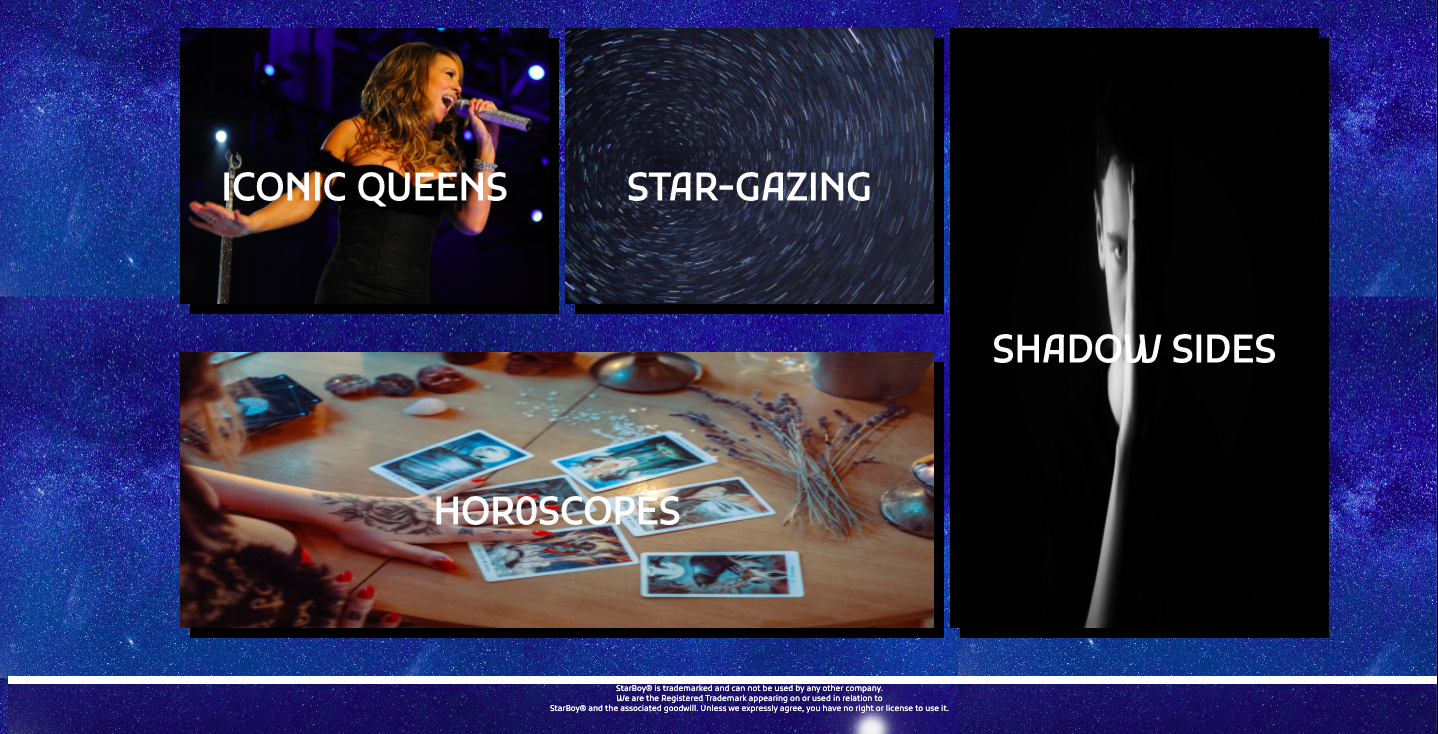 ICONIC QUEENS
STAR-GAZING
SHADOW SIDES
HOR0SCOPES
StarBoy® is trademarked and can not be used by any other company.
We are the Registered Trademark appearing on or used in relation to
StarBoy® and the associated goodwill. Unless we expressly agree, you have no right or license to use it.